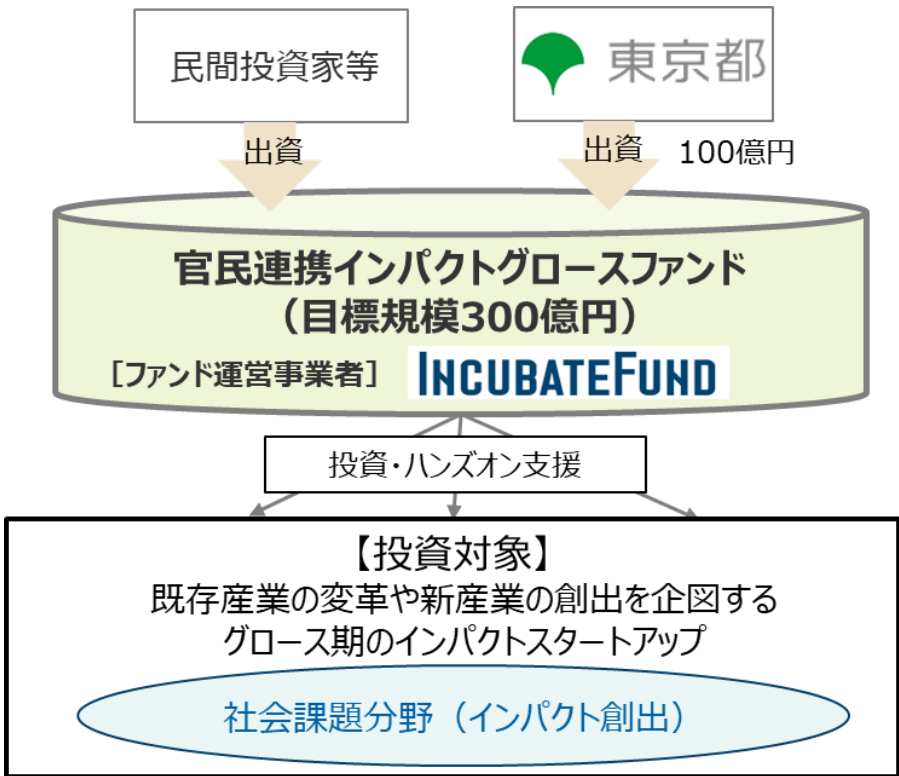 民間投資家等
東京都
出資
出資 100億円
官民連携インパクトグロースファンド
（目標規模300億円）
［ファンド運営事業者］ INCUBATEFUND
投資・ハンズオン支援
【投資対象】
既存産業の変革や新産業の創出を企図する
グロース期のインパクトスタートアップ
社会課題分野（インパクト創出）